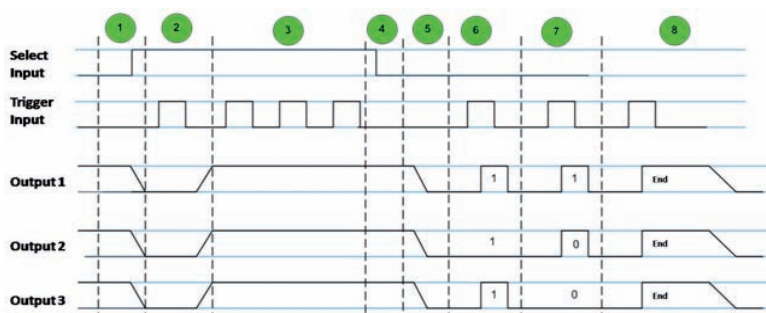 1 2 3 4 5 6 7 8
Select
Input
Trigger
Input
Output 1 1 1 End
Output 2 1 0 End
Output 3 1 0 End